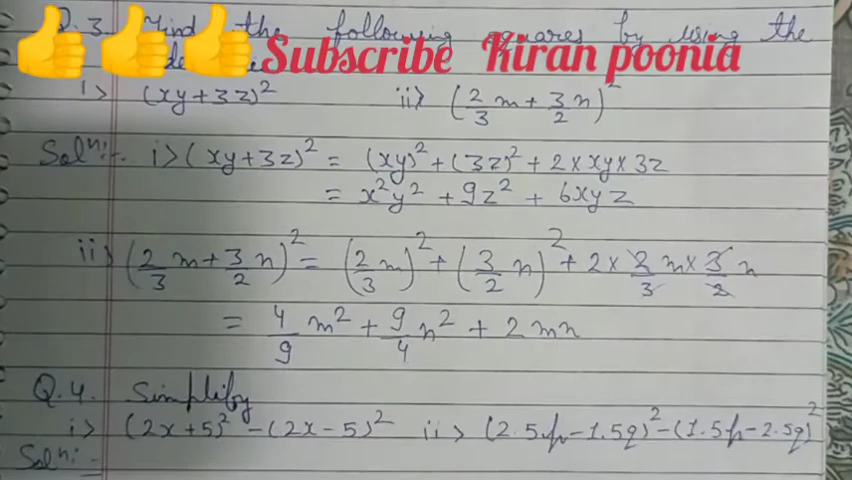 Q.3. Find the following squares by using the
Subscribe Kiran poonia
i> (xy+3z)² ii> (2/3 m + 3/2 n)²
Solⁿ:- i> (xy+3z)² = (xy)² + (3z)² + 2×xy×3z
= x²y² + 9z² + 6xyz
ii> (2/3 m + 3/2 n)² = (2/3 m)² + (3/2 n)² + 2 × 2/3 m × 3/2 n
= 4/9 m² + 9/4 n² + 2mn
Q.4. Simplify
i> (2x+5)² - (2x-5)² ii> (2.5p-1.5q)² - (1.5p-2.5q)²
Solⁿ:-